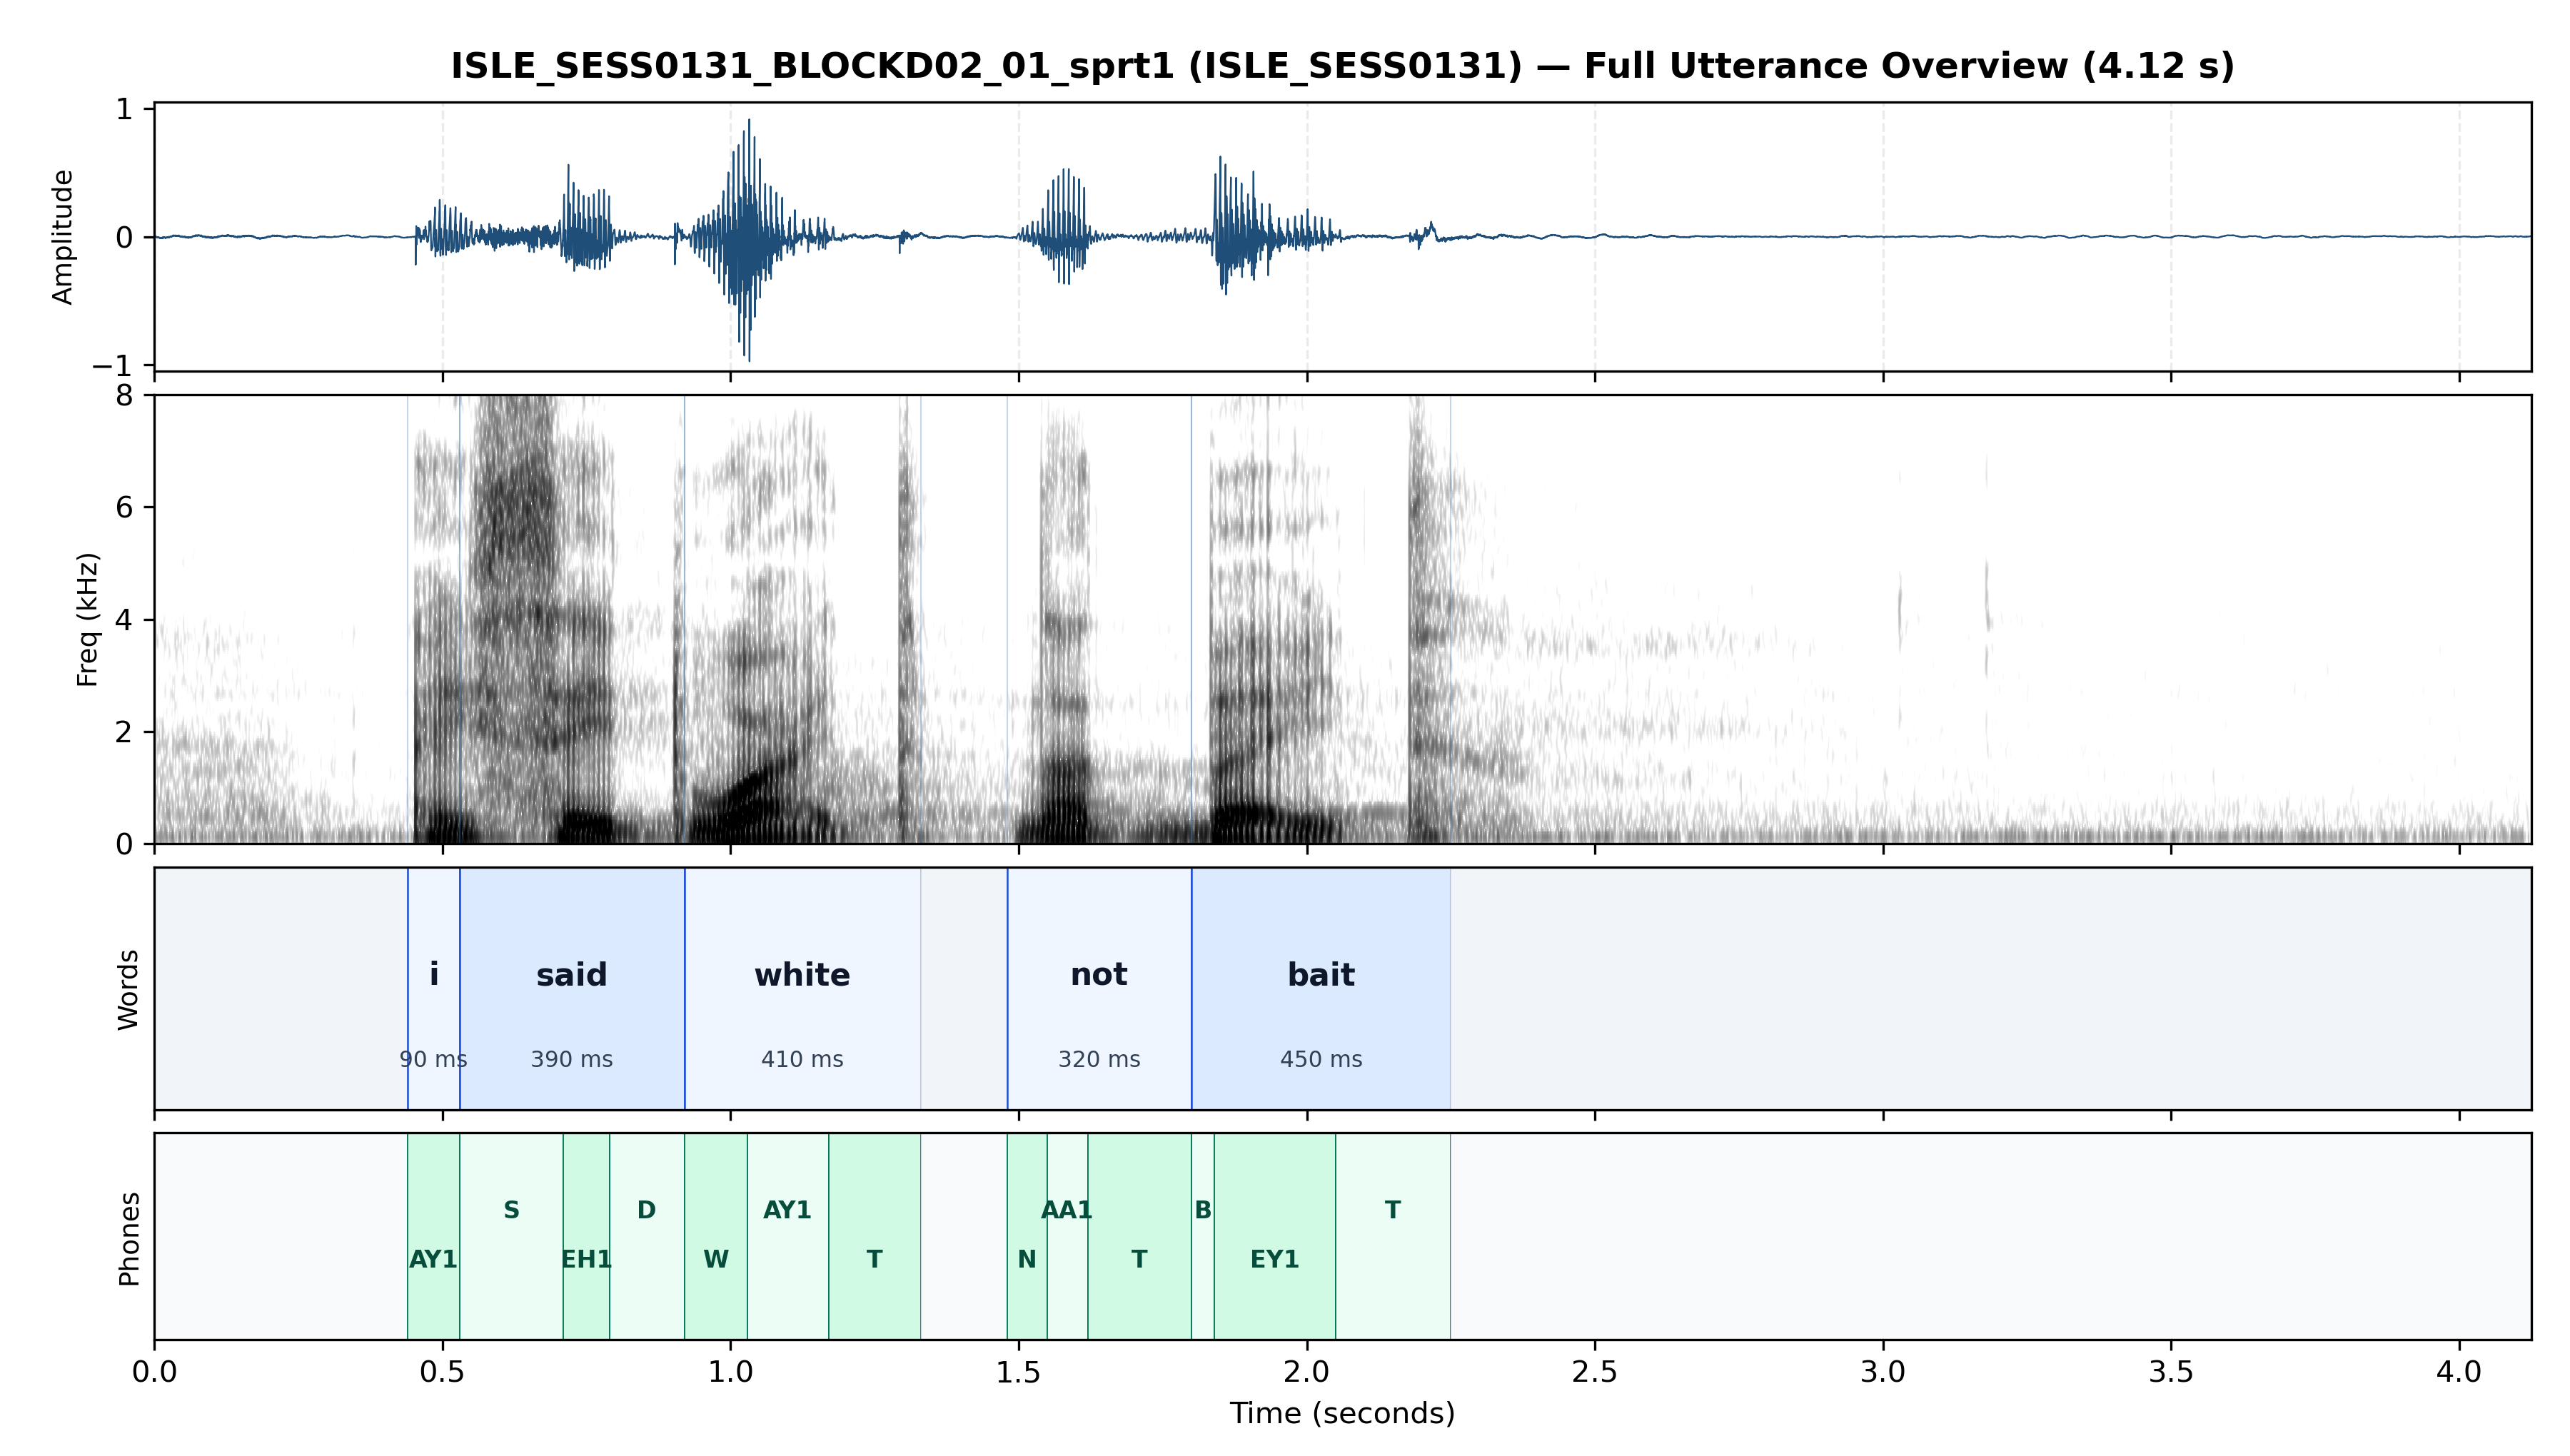 ISLE_SESS0131_BLOCKD02_01_sprt1 (ISLE_SESS0131) — Full Utterance Overview (4.12 s)
1
0
−1
Amplitude
8
6
4
2
0
Freq (kHz)
Words
i said white not bait
90 ms 390 ms 410 ms 320 ms 450 ms
Phones
S D AY1 AA1 B T
AY1 EH1 W T N T EY1
0.0 0.5 1.0 1.5 2.0 2.5 3.0 3.5 4.0
Time (seconds)